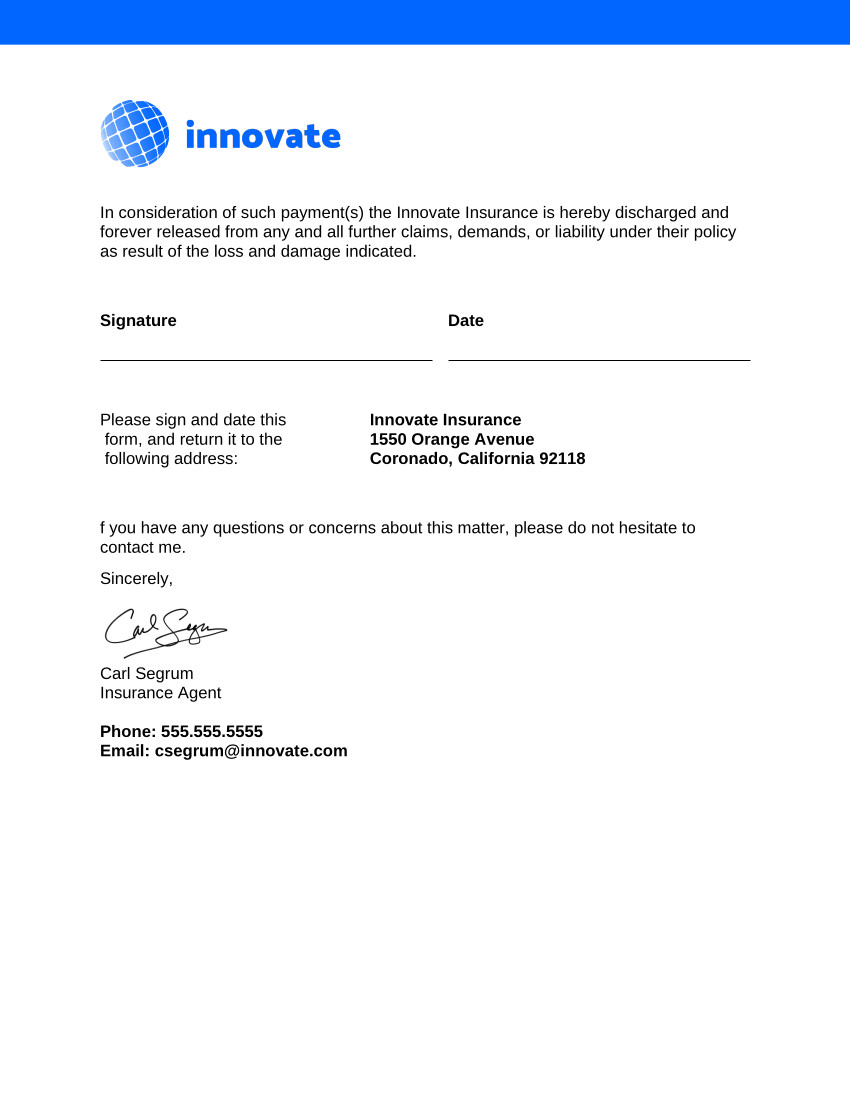 innovate
In consideration of such payment(s) the Innovate Insurance is hereby discharged and
forever released from any and all further claims, demands, or liability under their policy
as result of the loss and damage indicated.
Signature Date
Please sign and date this
form, and return it to the
following address:
Innovate Insurance
1550 Orange Avenue
Coronado, California 92118
f you have any questions or concerns about this matter, please do not hesitate to
contact me.
Sincerely,
Carl Segrum
Carl Segrum
Insurance Agent
Phone: 555.555.5555
Email: csegrum@innovate.com